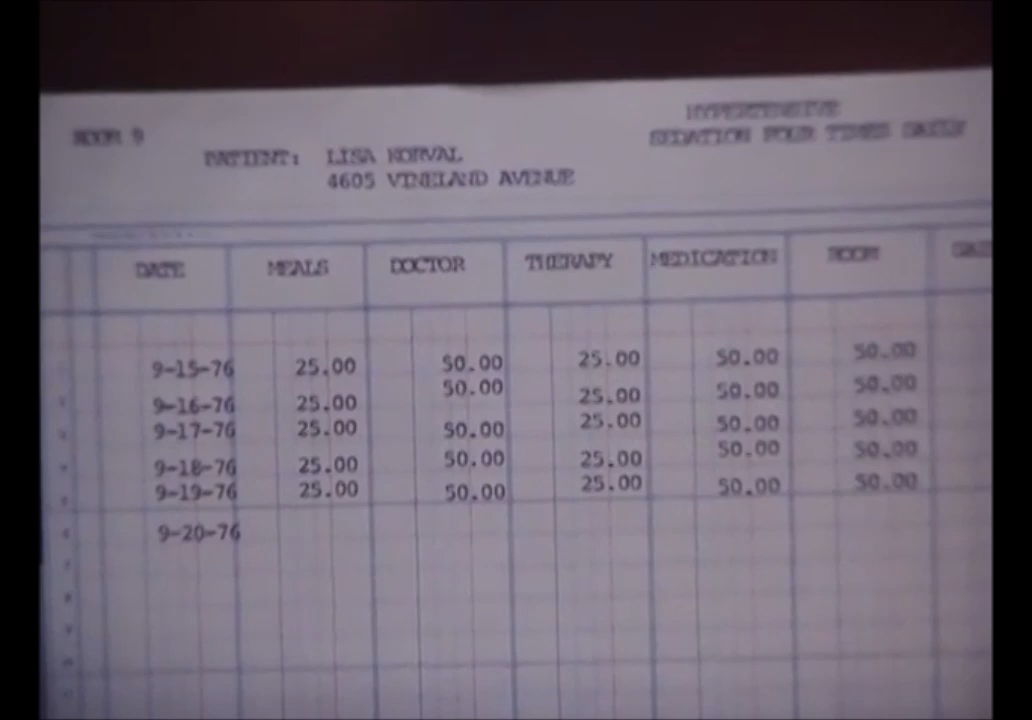 ROOM 9
HYPERTENSIVE
SEDATION FOUR TIMES DAILY
PATIENT: LISA KORVAL
4605 VINELAND AVENUE
DATE MEALS DOCTOR THERAPY MEDICATION ROOM
9-15-76 25.00 50.00 25.00 50.00 50.00
9-16-76 25.00 50.00 25.00 50.00 50.00
9-17-76 25.00 50.00 25.00 50.00 50.00
9-18-76 25.00 50.00 25.00 50.00 50.00
9-19-76 25.00 50.00 25.00 50.00 50.00
9-20-76